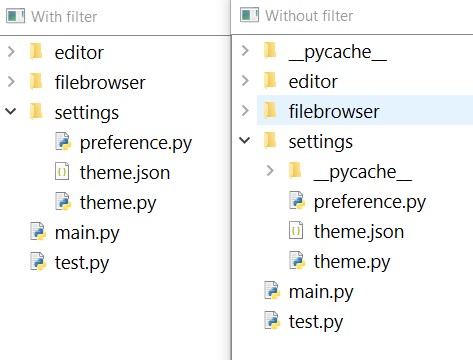 With filter
editor
filebrowser
settings
preference.py
theme.json
theme.py
main.py
test.py
Without filter
__pycache__
editor
filebrowser
settings
__pycache__
preference.py
theme.json
theme.py
main.py
test.py